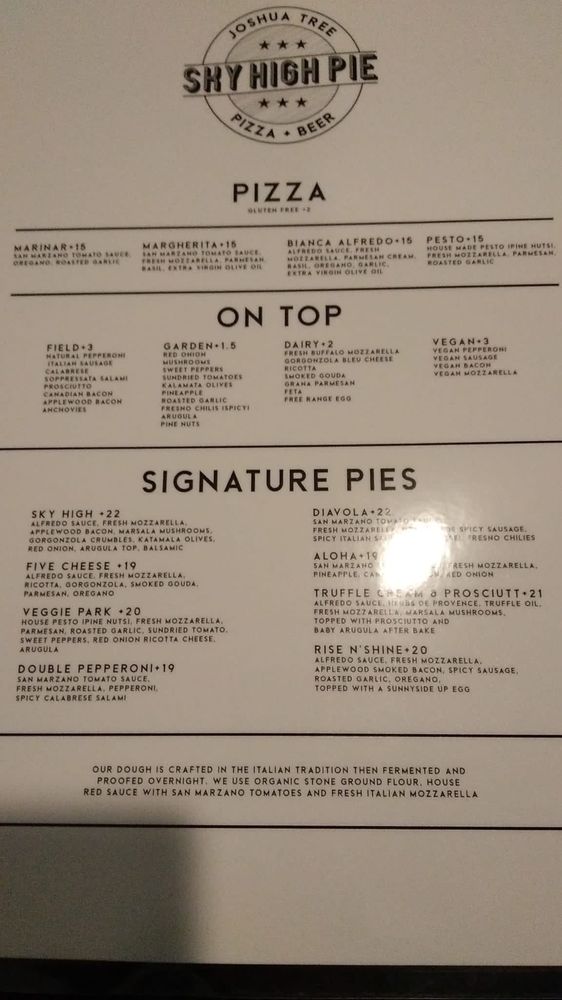 JOSHUA TREE
SKY HIGH PIE
PIZZA + BEER
PIZZA
GLUTEN FREE +2
MARINAR•15
SAN MARZANO TOMATO SAUCE,
OREGANO, ROASTED GARLIC
MARGHERITA•15
SAN MARZANO TOMATO SAUCE,
FRESH MOZZARELLA, PARMESAN,
BASIL, EXTRA VIRGIN OLIVE OIL
BIANCA ALFREDO•15
ALFREDO SAUCE, FRESH
MOZZARELLA, PARMESAN CREAM,
BASIL, OREGANO, GARLIC,
EXTRA VIRGIN OLIVE OIL
PESTO•15
HOUSE MADE PESTO (PINE NUTS),
FRESH MOZZARELLA, PARMESAN,
ROASTED GARLIC
ON TOP
FIELD+3
NATURAL PEPPERONI
ITALIAN SAUSAGE
CALABRESE
SOPPRESSATA SALAMI
PROSCIUTTO
CANADIAN BACON
APPLEWOOD BACON
ANCHOVIES
GARDEN+1.5
RED ONION
MUSHROOMS
SWEET PEPPERS
SUNDRIED TOMATOES
KALAMATA OLIVES
PINEAPPLE
ROASTED GARLIC
FRESNO CHILIS (SPICY)
ARUGULA
PINE NUTS
DAIRY+2
FRESH BUFFALO MOZZARELLA
GORGONZOLA BLEU CHEESE
RICOTTA
SMOKED GOUDA
GRANA PARMESAN
FETA
FREE RANGE EGG
VEGAN+3
VEGAN PEPPERONI
VEGAN SAUSAGE
VEGAN BACON
VEGAN MOZZARELLA
SIGNATURE PIES
SKY HIGH +22
ALFREDO SAUCE, FRESH MOZZARELLA,
APPLEWOOD BACON, MARSALA MUSHROOMS,
GORGONZOLA CRUMBLES, KATAMALA OLIVES,
RED ONION, ARUGULA TOP, BALSAMIC
FIVE CHEESE +19
ALFREDO SAUCE, FRESH MOZZARELLA,
RICOTTA, GORGONZOLA, SMOKED GOUDA,
PARMESAN, OREGANO
VEGGIE PARK +20
HOUSE PESTO (PINE NUTS), FRESH MOZZARELLA,
PARMESAN, ROASTED GARLIC, SUNDRIED TOMATO,
SWEET PEPPERS, RED ONION RICOTTA CHEESE,
ARUGULA
DOUBLE PEPPERONI+19
SAN MARZANO TOMATO SAUCE,
FRESH MOZZARELLA, PEPPERONI,
SPICY CALABRESE SALAMI
DIAVOLA+22
SAN MARZANO TOMATO
FRESH SPICY SAUSAGE,
SPICY ITALIAN FRESNO CHILIES
ALOHA+19
SAN MARZANO FRESH MOZZARELLA,
PINEAPPLE, RED ONION
TRUFFLE CREAM & PROSCIUTT+21
ALFREDO SAUCE, HERBS DE PROVENCE, TRUFFLE OIL,
FRESH MOZZARELLA, MARSALA MUSHROOMS,
TOPPED WITH PROSCIUTTO AND
BABY ARUGULA AFTER BAKE
RISE N'SHINE+20
ALFREDO SAUCE, FRESH MOZZARELLA,
APPLEWOOD SMOKED BACON, SPICY SAUSAGE,
ROASTED GARLIC, OREGANO,
TOPPED WITH A SUNNYSIDE UP EGG
OUR DOUGH IS CRAFTED IN THE ITALIAN TRADITION THEN FERMENTED AND
PROOFED OVERNIGHT. WE USE ORGANIC STONE GROUND FLOUR, HOUSE
RED SAUCE WITH SAN MARZANO TOMATOES AND FRESH ITALIAN MOZZARELLA